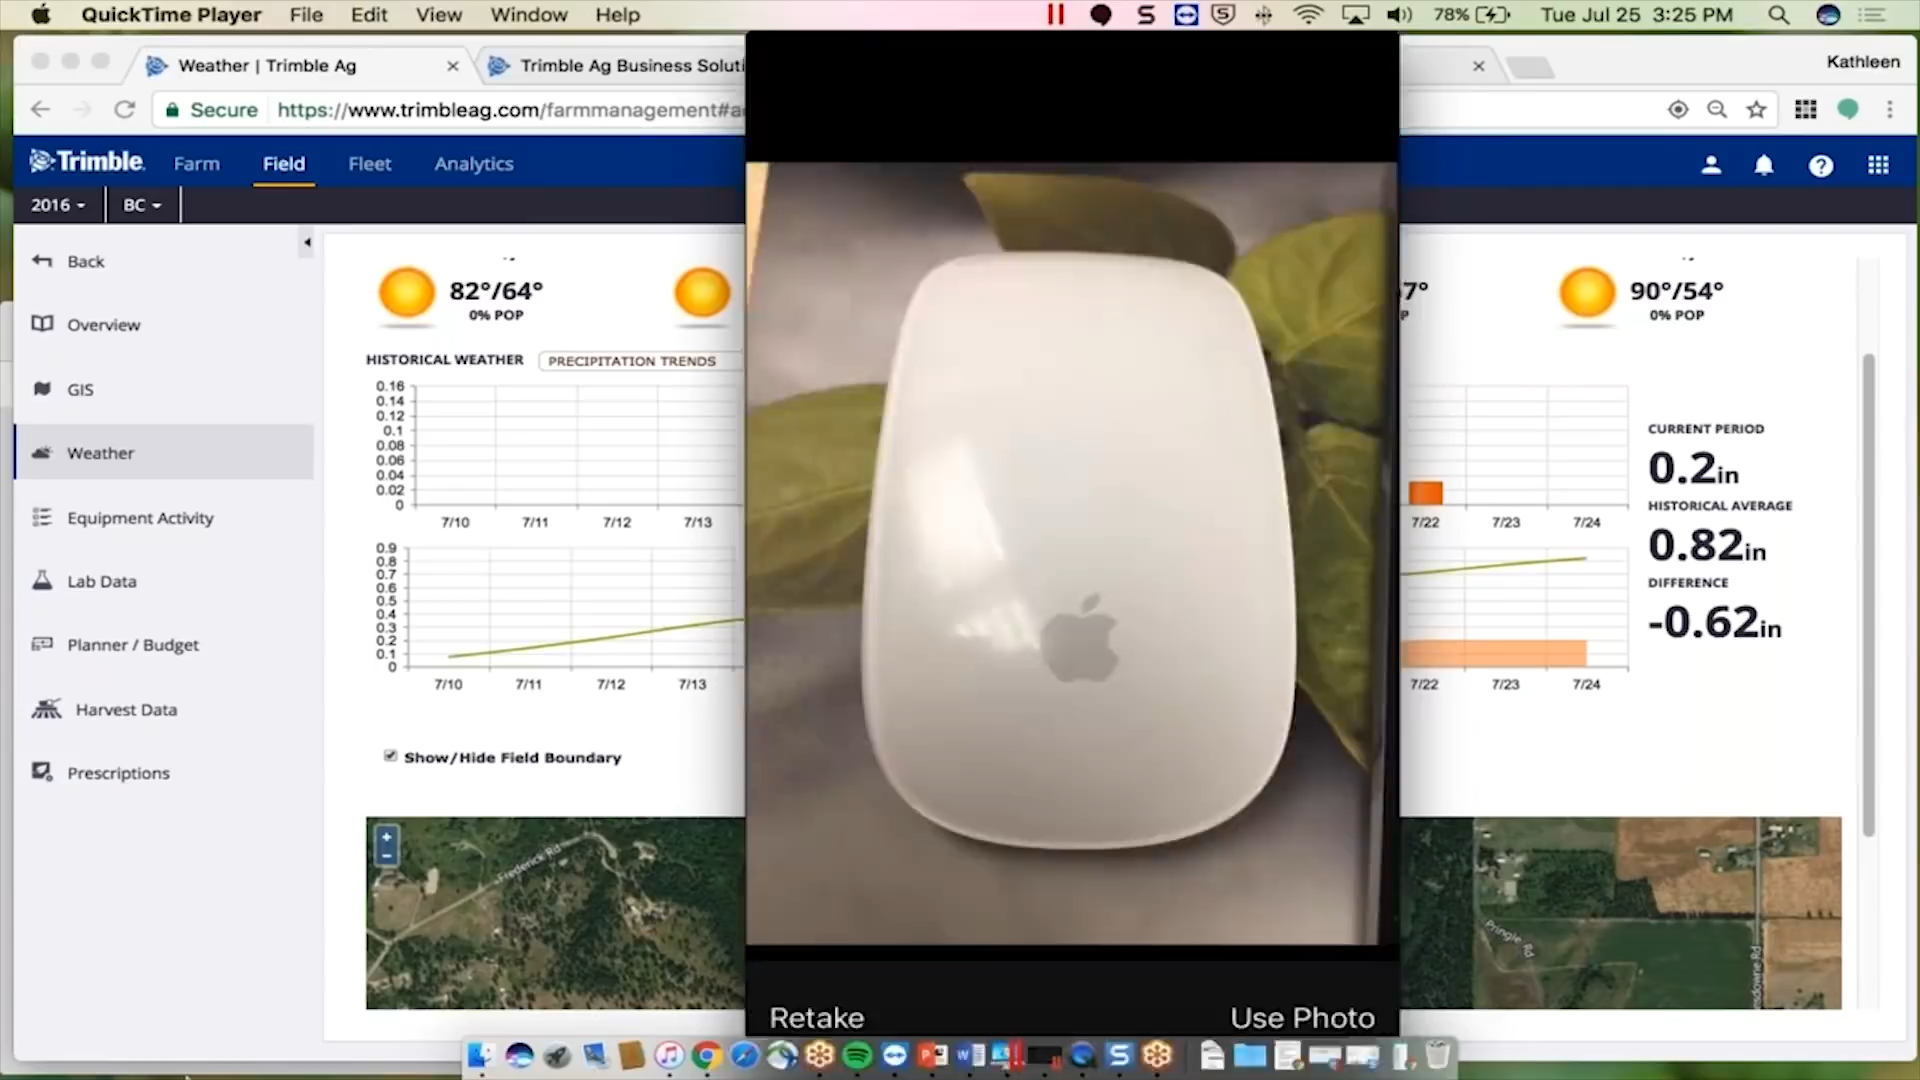 QuickTime Player File Edit View Window Help 78% Tue Jul 25 3:25 PM
Weather | Trimble Ag
Trimble Ag Business Soluti
Kathleen
Secure https://www.trimbleag.com/farmmanagement#a
Trimble. Farm Field Fleet Analytics
2016 BC
Back
Overview
GIS
Weather
Equipment Activity
Lab Data
Planner / Budget
Harvest Data
Prescriptions
82°/64°
0% POP
7°
P
90°/54°
0% POP
HISTORICAL WEATHER PRECIPITATION TRENDS
0.16
0.14
0.12
0.1
0.08
0.06
0.04
0.02
0
7/10 7/11 7/12 7/13
7/22 7/23 7/24
0.9
0.8
0.7
0.6
0.5
0.4
0.3
0.2
0.1
0
7/10 7/11 7/12 7/13
7/22 7/23 7/24
CURRENT PERIOD
0.2in
HISTORICAL AVERAGE
0.82in
DIFFERENCE
-0.62in
Show/Hide Field Boundary
Frederick Rd
Pringle Rd
esdowne Rd
Retake
Use Photo